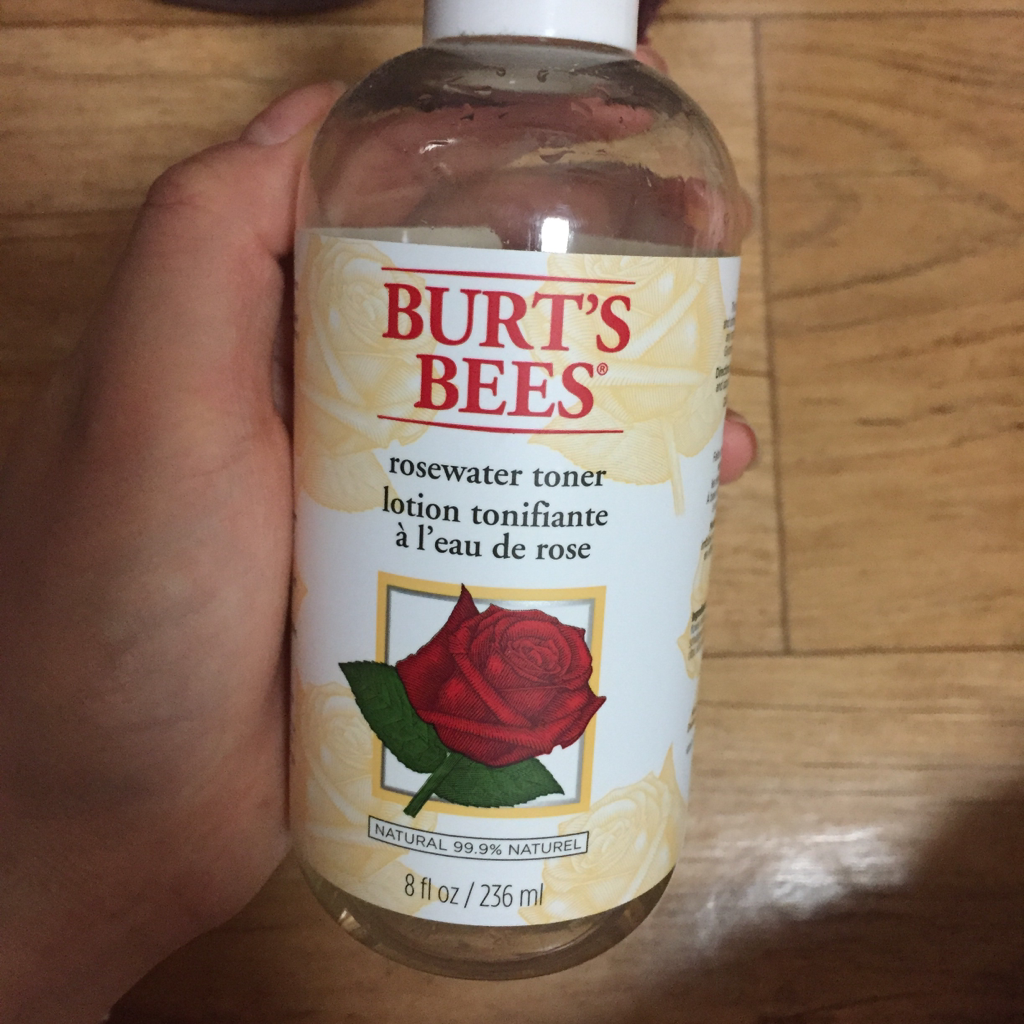 BURT'S
BEES®
rosewater toner
lotion tonifiante
à l'eau de rose
NATURAL 99.9% NATUREL
8 fl oz / 236 ml